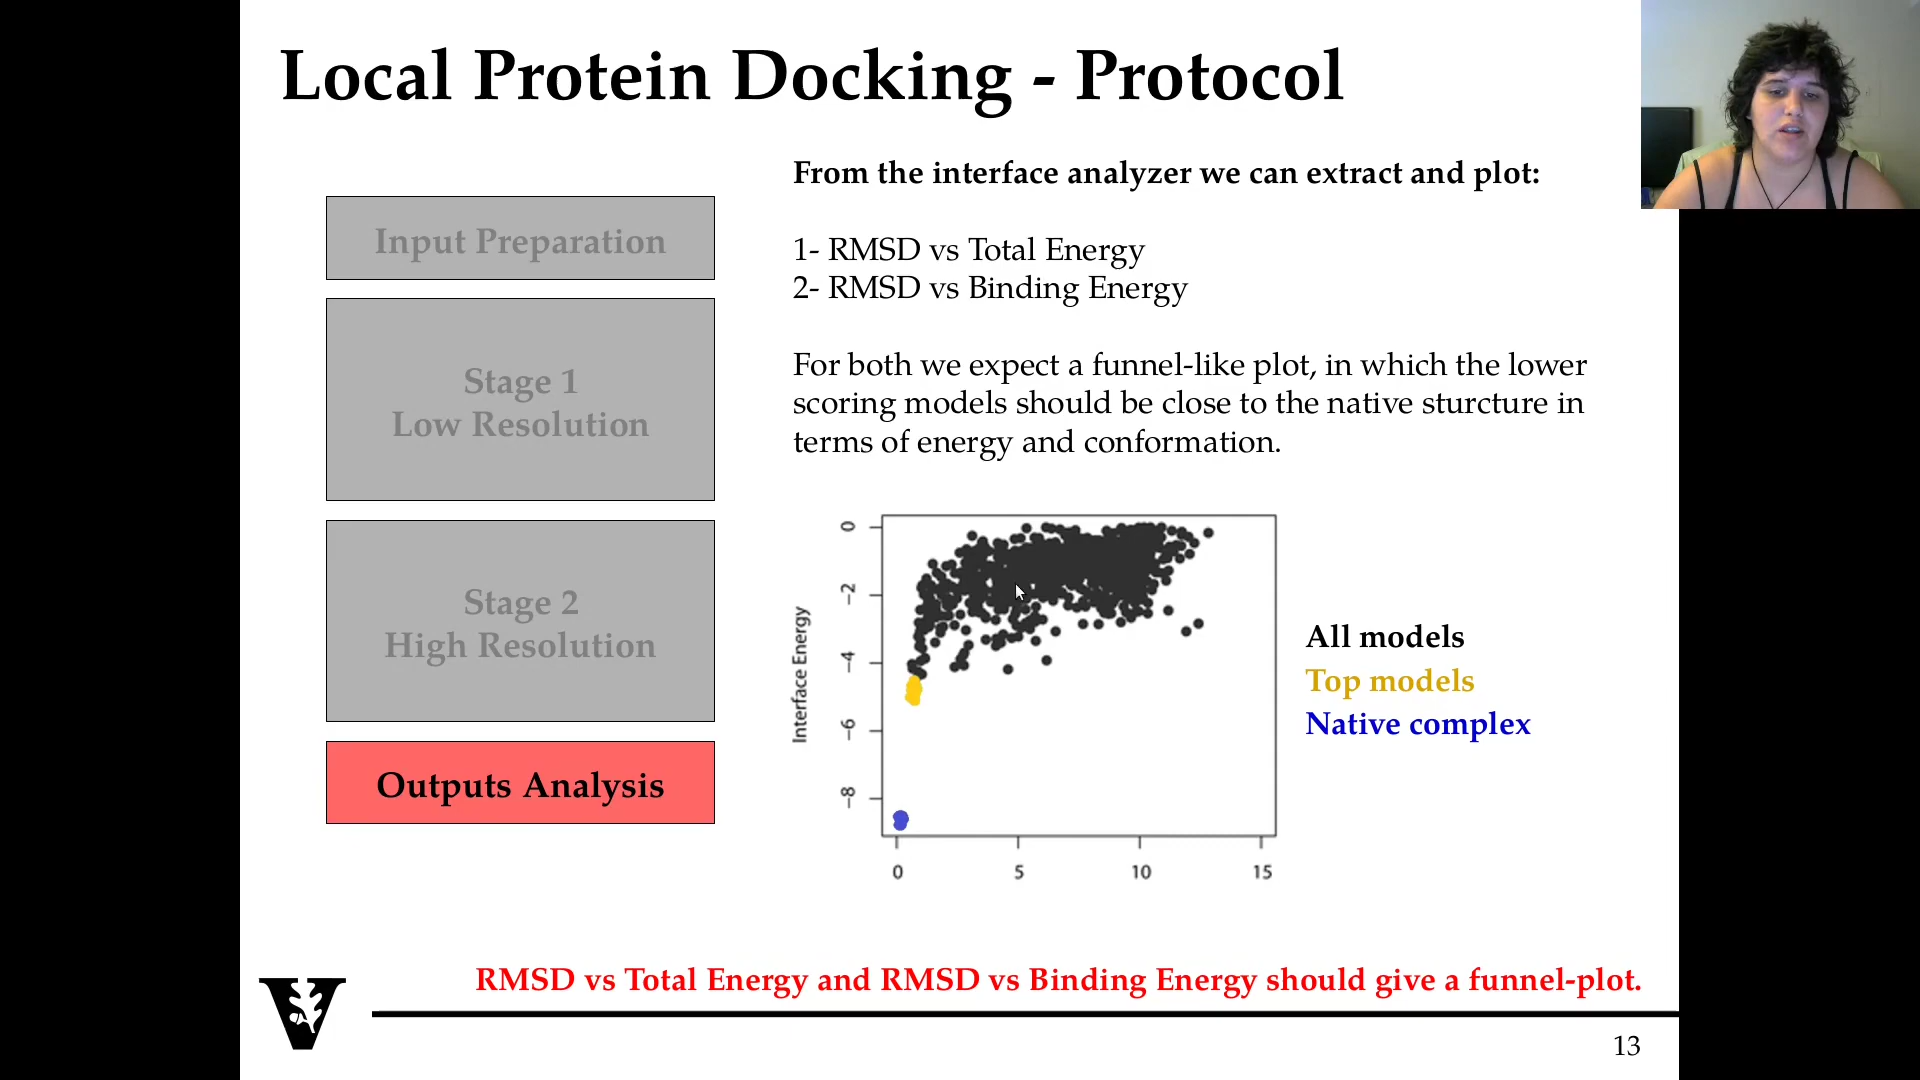 Local Protein Docking - Protocol
Input Preparation
Stage 1
Low Resolution
Stage 2
High Resolution
Outputs Analysis
From the interface analyzer we can extract and plot:
1- RMSD vs Total Energy
2- RMSD vs Binding Energy
For both we expect a funnel-like plot, in which the lower
scoring models should be close to the native sturcture in
terms of energy and conformation.
Interface Energy
0
−2
−4
−6
−8
0 5 10 15
All models
Top models
Native complex
RMSD vs Total Energy and RMSD vs Binding Energy should give a funnel-plot.
V
13